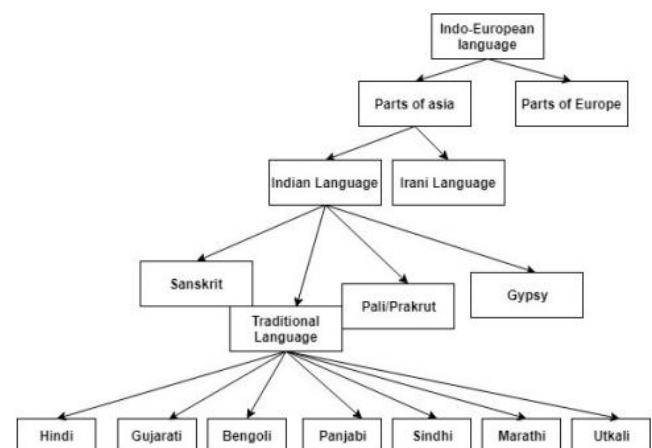 Indo-European
language
Parts of asia
Parts of Europe
Indian Language
Irani Language
Sanskrit
Pali/Prakrut
Gypsy
Traditional
Language
Hindi
Gujarati
Bengoli
Panjabi
Sindhi
Marathi
Utkali